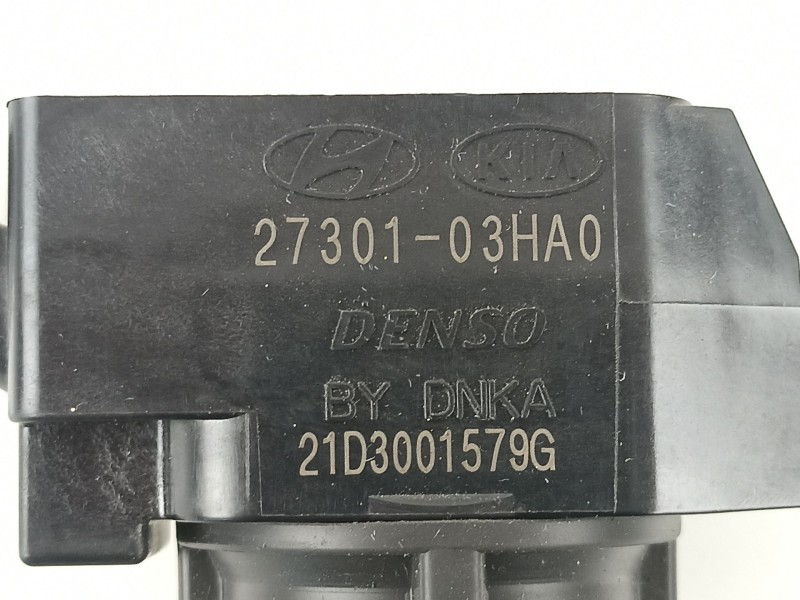 KIA
27301-03HA0
DENSO
BY DNKA
21D3001579G